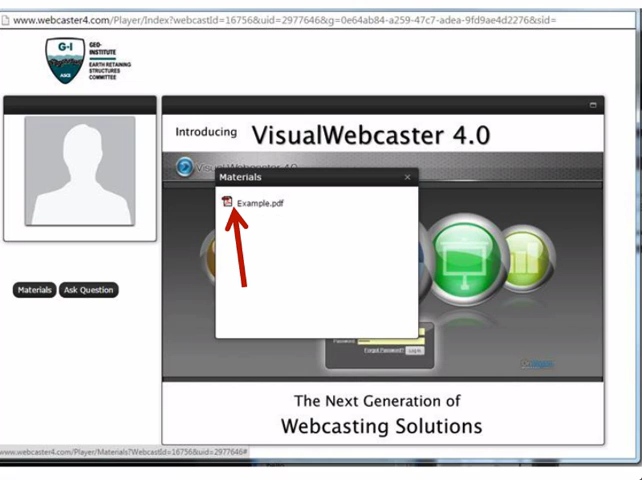 www.webcaster4.com/Player/Index?webcastId=16756&uid=2977646&g=0e64ab84-a259-47c7-adea-9fd9ae4d2276&sid=
G-I
ASCE
GEO-
INSTITUTE
EARTH RETAINING
STRUCTURES
COMMITTEE
Introducing VisualWebcaster 4.0
Materials ×
Example.pdf
Materials Ask Question
Password:
Forgot Password? Log In
The Next Generation of
Webcasting Solutions
www.webcaster4.com/Player/Materials?WebcastId=16756&uid=2977646#